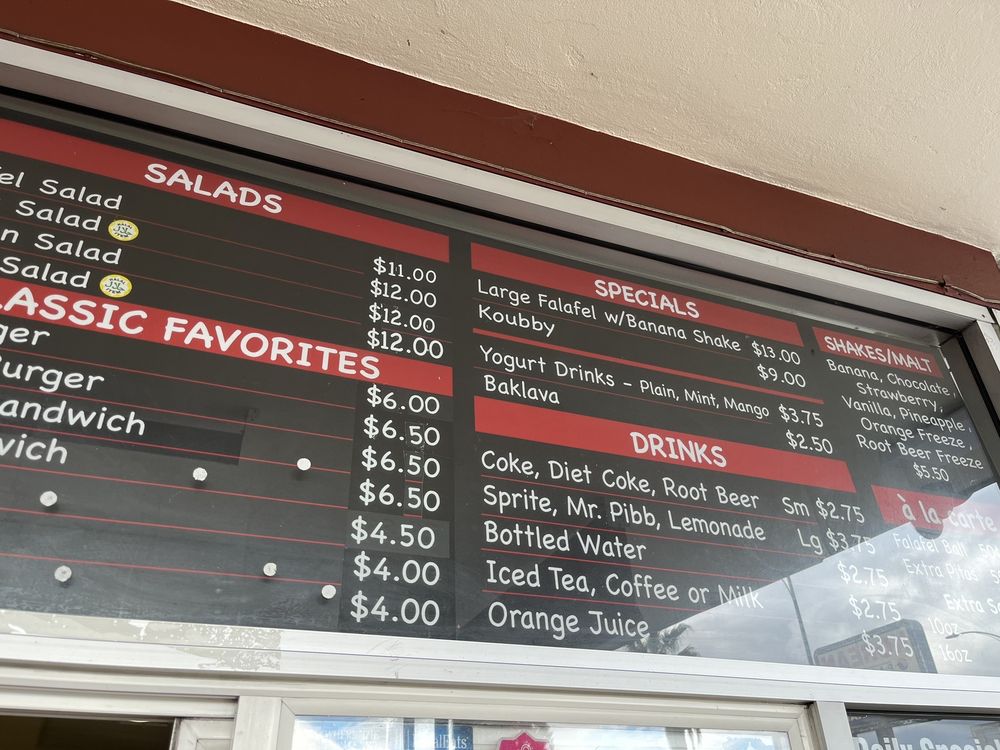 SALADS
el Salad $11.00
Salad $12.00
n Salad $12.00
Salad $12.00
LASSIC FAVORITES
ger $6.00
urger $6.50
andwich $6.50
wich $6.50
$4.50
$4.00
$4.00
SPECIALS
Large Falafel w/Banana Shake $13.00
Koubby $9.00
Yogurt Drinks - Plain, Mint, Mango $3.75
Baklava $2.50
DRINKS
Coke, Diet Coke, Root Beer Sm $2.75
Sprite, Mr. Pibb, Lemonade Lg $3.75
Bottled Water $2.75
Iced Tea, Coffee or Milk $2.75
Orange Juice $3.75
SHAKES/MALT
Banana, Chocolate
Strawberry,
Vanilla, Pineapple,
Orange Freeze,
Root Beer Freeze
$5.50
à la carte
Falafel Ball 50
Extra Pitas
Extra S
10oz
16oz